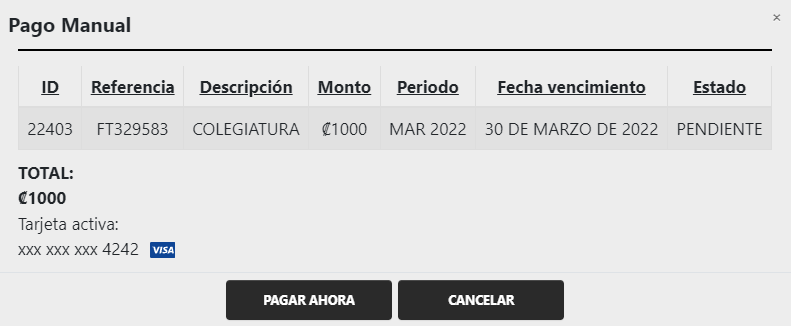 Pago Manual
×
ID Referencia Descripción Monto Periodo Fecha vencimiento Estado
22403 FT329583 COLEGIATURA ₡1000 MAR 2022 30 DE MARZO DE 2022 PENDIENTE
TOTAL:
₡1000
Tarjeta activa:
xxx xxx xxx 4242 VISA
PAGAR AHORA CANCELAR